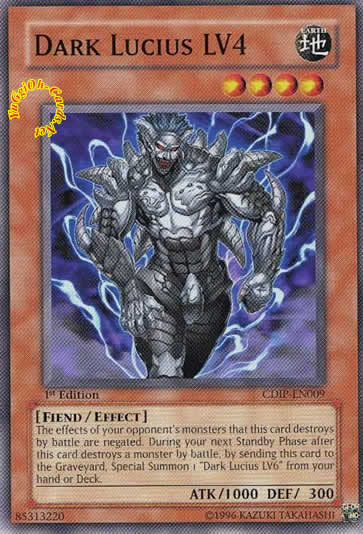 DARK LUCIUS LV4
EARTH
地
YuGiOh-Cards.Net
1st Edition
CDIP-EN009
[FIEND / EFFECT]
The effects of your opponent's monsters that this card destroys
by battle are negated. During your next Standby Phase after
this card destroys a monster by battle, by sending this card to
the Graveyard, Special Summon 1 "Dark Lucius LV6" from your
hand or Deck.
ATK/1000 DEF/ 300
85313220
©1996 KAZUKI TAKAHASHI